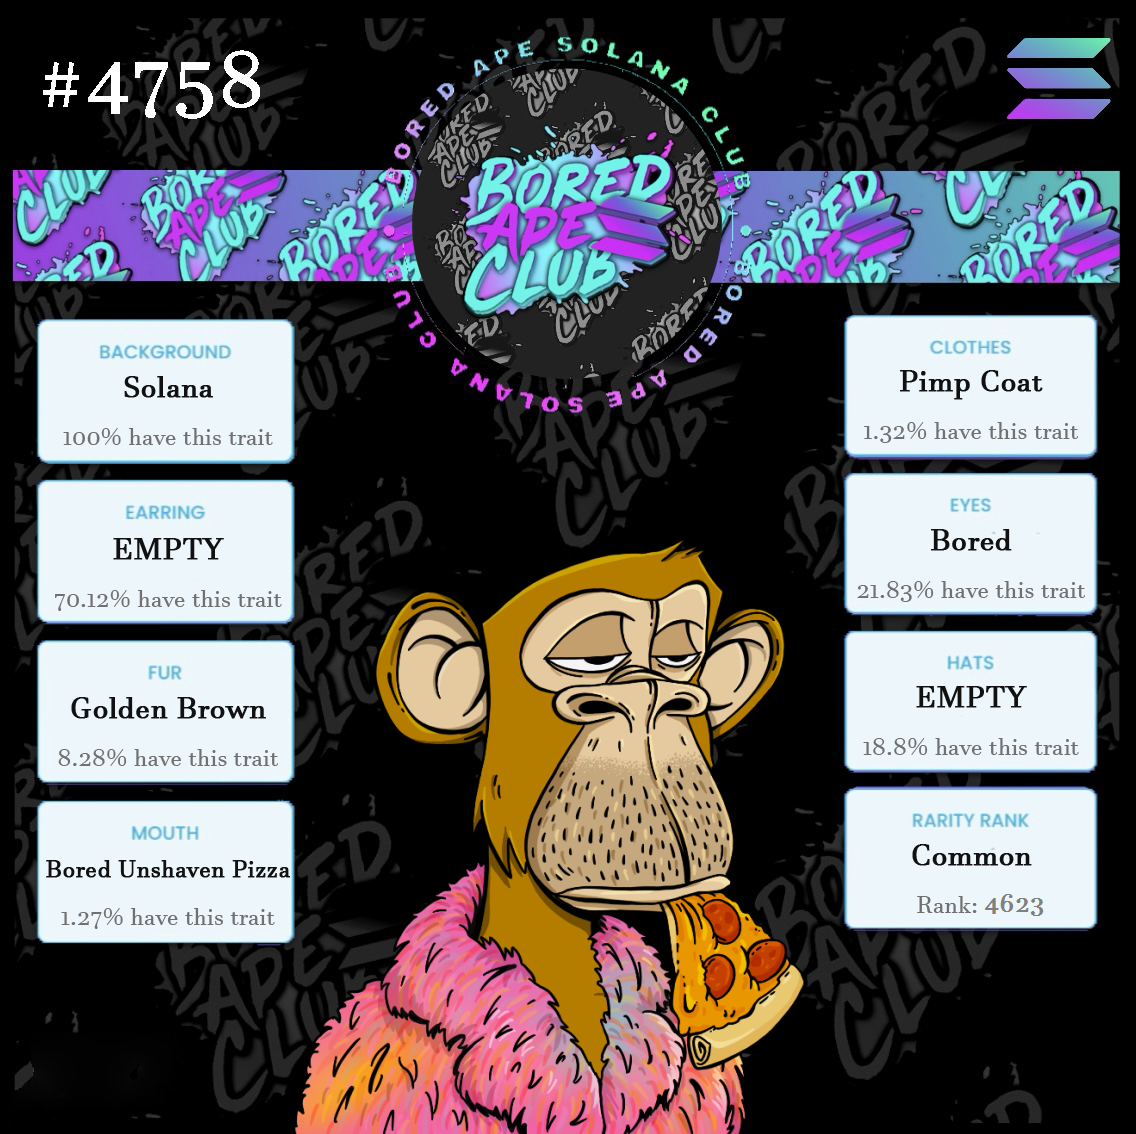 #4758
BORED APE SOLANA CLUB
BORED APE SOLANA CLUB
BORED
APE
CLUB
BACKGROUND
Solana
100% have this trait
EARRING
EMPTY
70.12% have this trait
FUR
Golden Brown
8.28% have this trait
MOUTH
Bored Unshaven Pizza
1.27% have this trait
CLOTHES
Pimp Coat
1.32% have this trait
EYES
Bored
21.83% have this trait
HATS
EMPTY
18.8% have this trait
RARITY RANK
Common
Rank: 4623